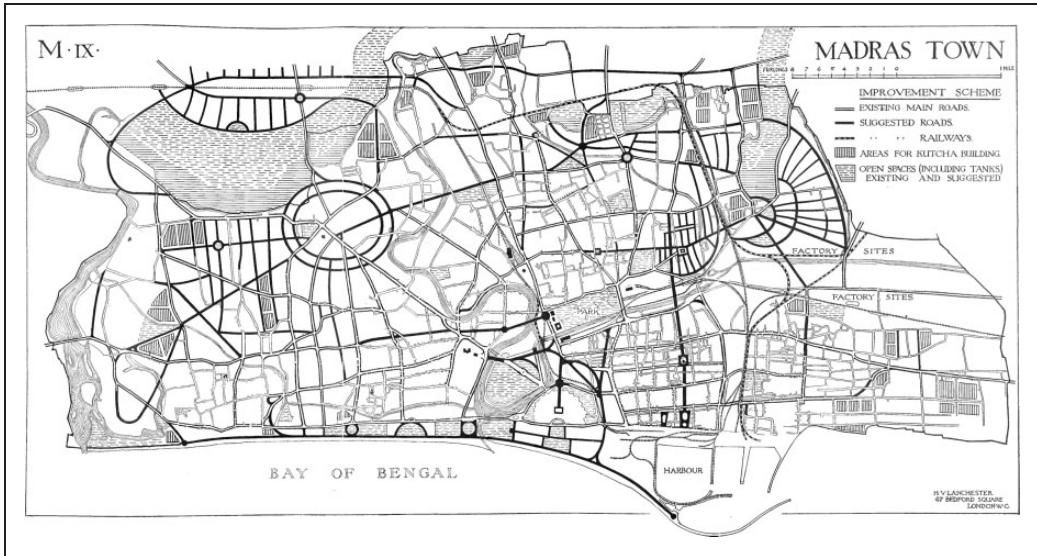 M·IX·
MADRAS TOWN
FURLONGS 8 7 6 5 4 3 2 1 0 1 MILE
IMPROVEMENT SCHEME
EXISTING MAIN ROADS.
SUGGESTED ROADS.
" " RAILWAYS.
AREAS FOR KUTCHA BUILDING
OPEN SPACES (INCLUDING TANKS)
EXISTING AND SUGGESTED
FACTORY SITES
FACTORY SITES
PARK
HARBOUR
BAY OF BENGAL
H V LANCHESTER
67 BEDFORD SQUARE
LONDON W·C·